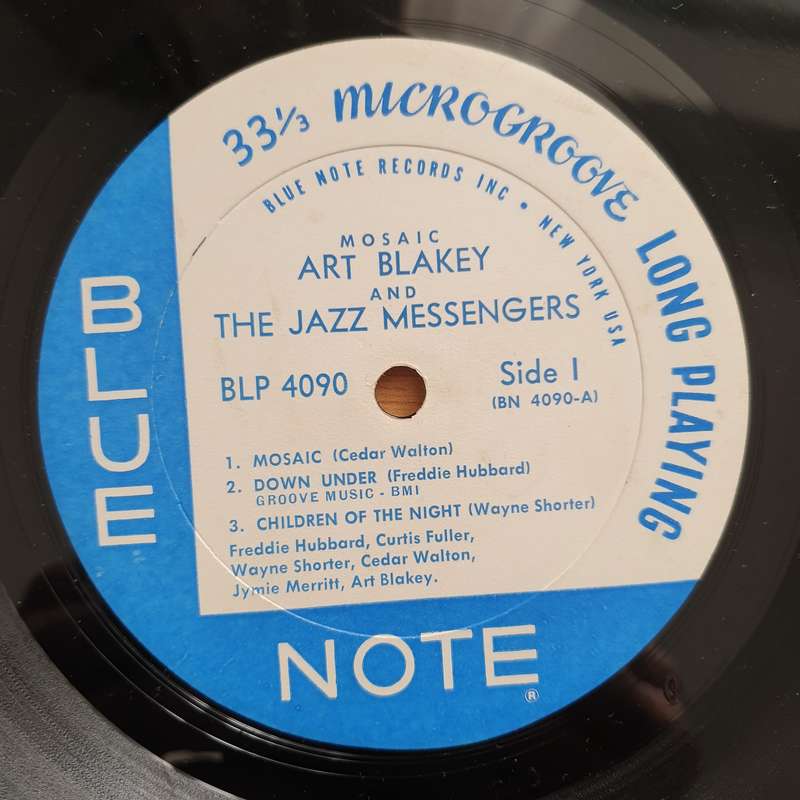 33⅓ MICROGROOVE LONG PLAYING
BLUE NOTE RECORDS INC • NEW YORK USA
MOSAIC
ART BLAKEY
AND
THE JAZZ MESSENGERS
BLP 4090
Side 1
(BN 4090-A)
1. MOSAIC (Cedar Walton)
2. DOWN UNDER (Freddie Hubbard)
GROOVE MUSIC - BMI
3. CHILDREN OF THE NIGHT (Wayne Shorter)
Freddie Hubbard, Curtis Fuller,
Wayne Shorter, Cedar Walton,
Jymie Merritt, Art Blakey.
BLUE
NOTE®